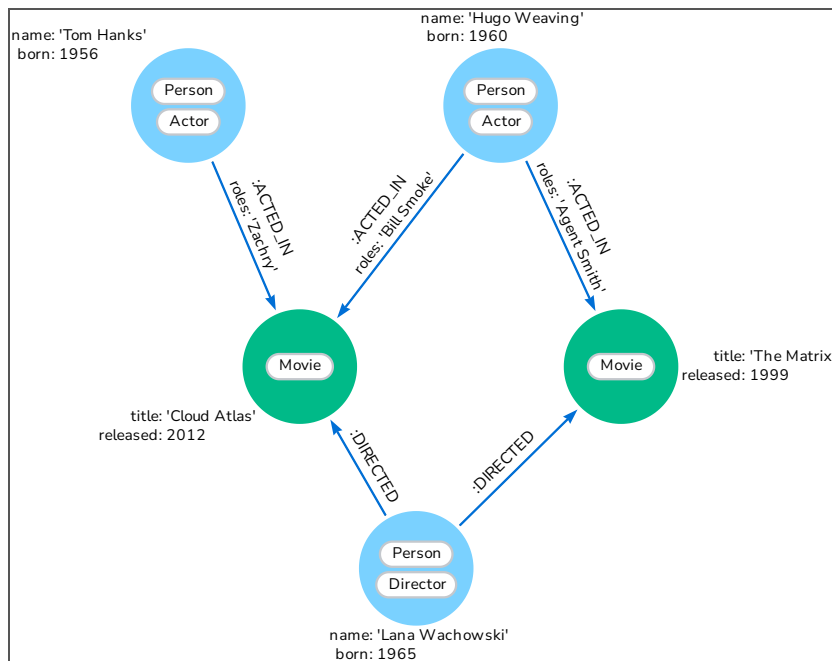 name: 'Tom Hanks'
born: 1956
Person
Actor
name: 'Hugo Weaving'
born: 1960
Person
Actor
:ACTED_IN
roles: 'Zachry'
:ACTED_IN
roles: 'Bill Smoke'
:ACTED_IN
roles: 'Agent Smith'
Movie
title: 'Cloud Atlas'
released: 2012
Movie
title: 'The Matrix
released: 1999
:DIRECTED
:DIRECTED
Person
Director
name: 'Lana Wachowski'
born: 1965